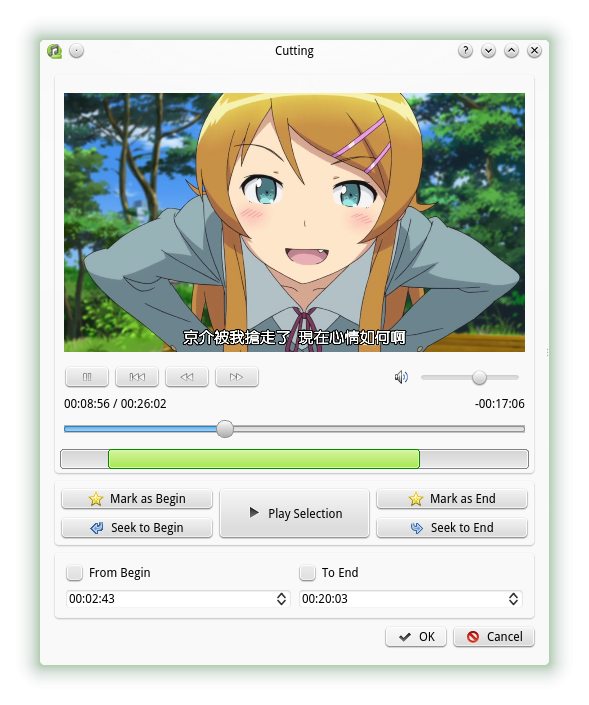 Cutting
京介被我搶走了 現在心情如何啊
00:08:56 / 00:26:02
-00:17:06
Mark as Begin
Play Selection
Mark as End
Seek to Begin
Seek to End
From Begin
To End
00:02:43
00:20:03
OK
Cancel